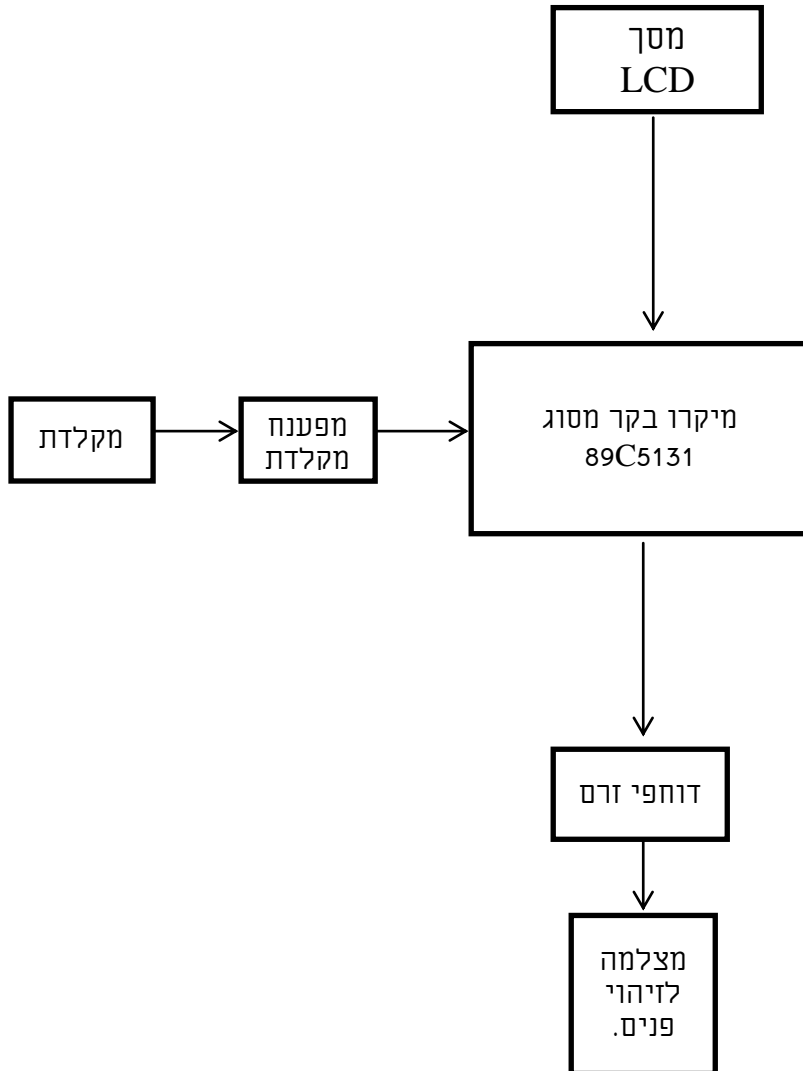 מסך
LCD
מיקרו בקר מסוג
89C5131
מפענח
מקלדת
מקלדת
דוחפי זרם
מצלמה
לזיהוי
פנים.